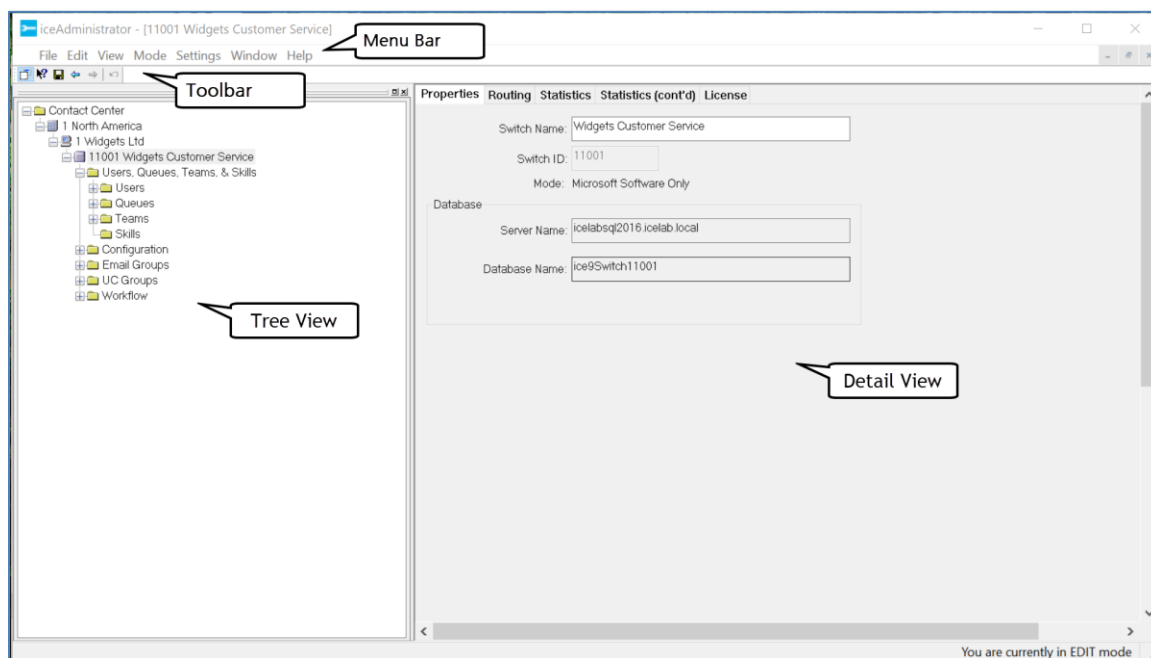 iceAdministrator - [11001 Widgets Customer Service]
Menu Bar
File Edit View Mode Settings Window Help
Toolbar
Contact Center
1 North America
1 Widgets Ltd
11001 Widgets Customer Service
Users, Queues, Teams, & Skills
Users
Queues
Teams
Skills
Configuration
Email Groups
UC Groups
Workflow
Tree View
Properties Routing Statistics Statistics (cont'd) License
Switch Name: Widgets Customer Service
Switch ID: 11001
Mode: Microsoft Software Only
Database
Server Name: icelabsql2016.icelab.local
Database Name: ice9Switch11001
Detail View
You are currently in EDIT mode